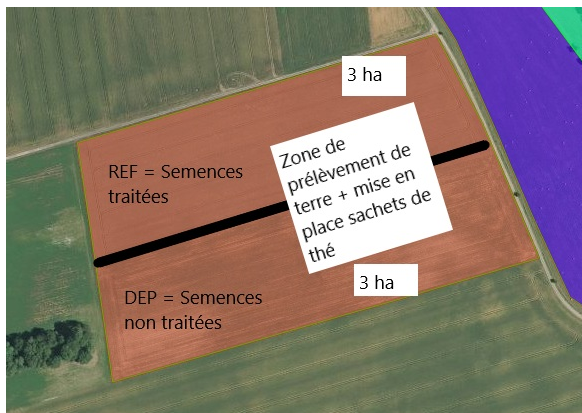 3 ha
REF = Semences
traitées
Zone de
prélèvement de
terre + mise en
place sachets de
thé
3 ha
DEP = Semences
non traitées